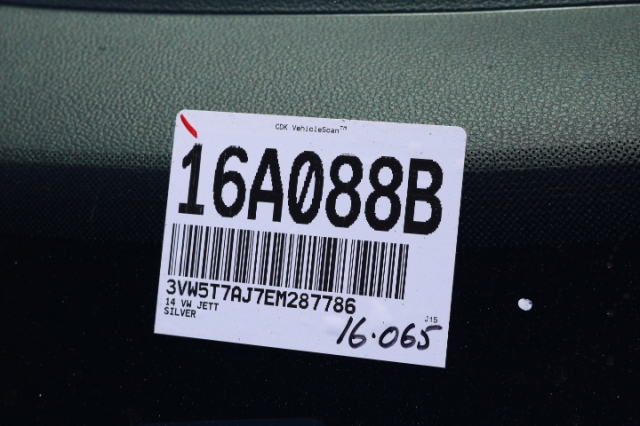 CDK VehicleScan™
16A088B
3VW5T7AJ7EM287786
14 VW JETT
SILVER
J15
16.065